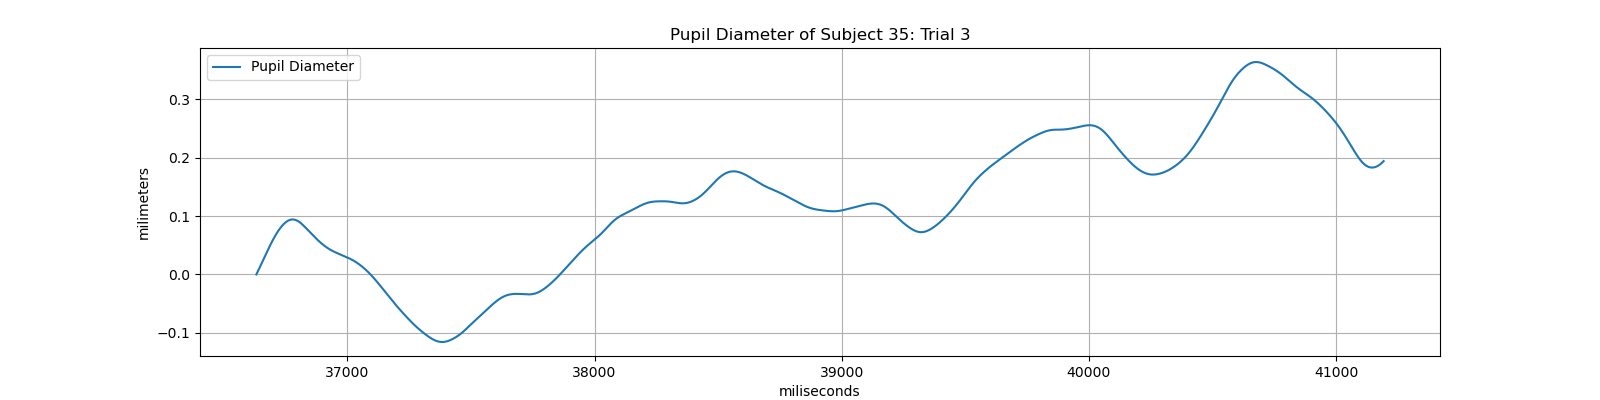 Pupil Diameter of Subject 35: Trial 3
Pupil Diameter
0.3
0.2
0.1
0.0
−0.1
milimeters
37000 38000 39000 40000 41000
miliseconds